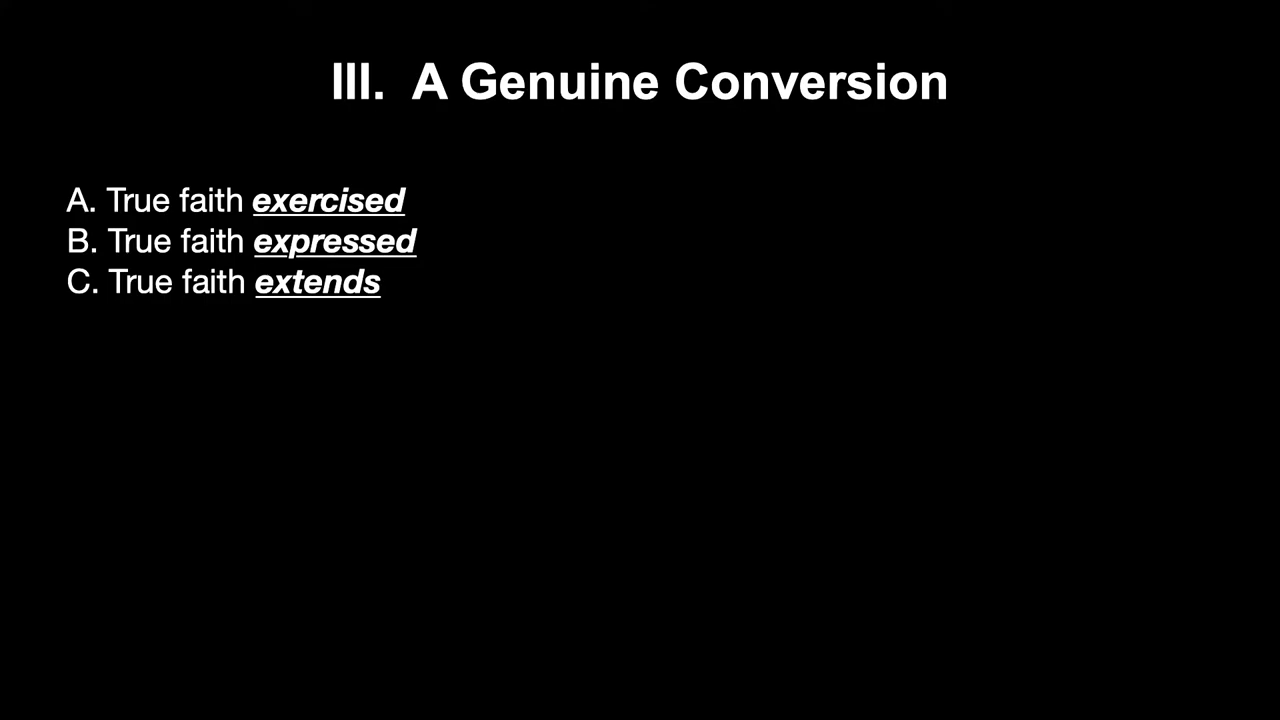 III. A Genuine Conversion
A. True faith exercised
B. True faith expressed
C. True faith extends